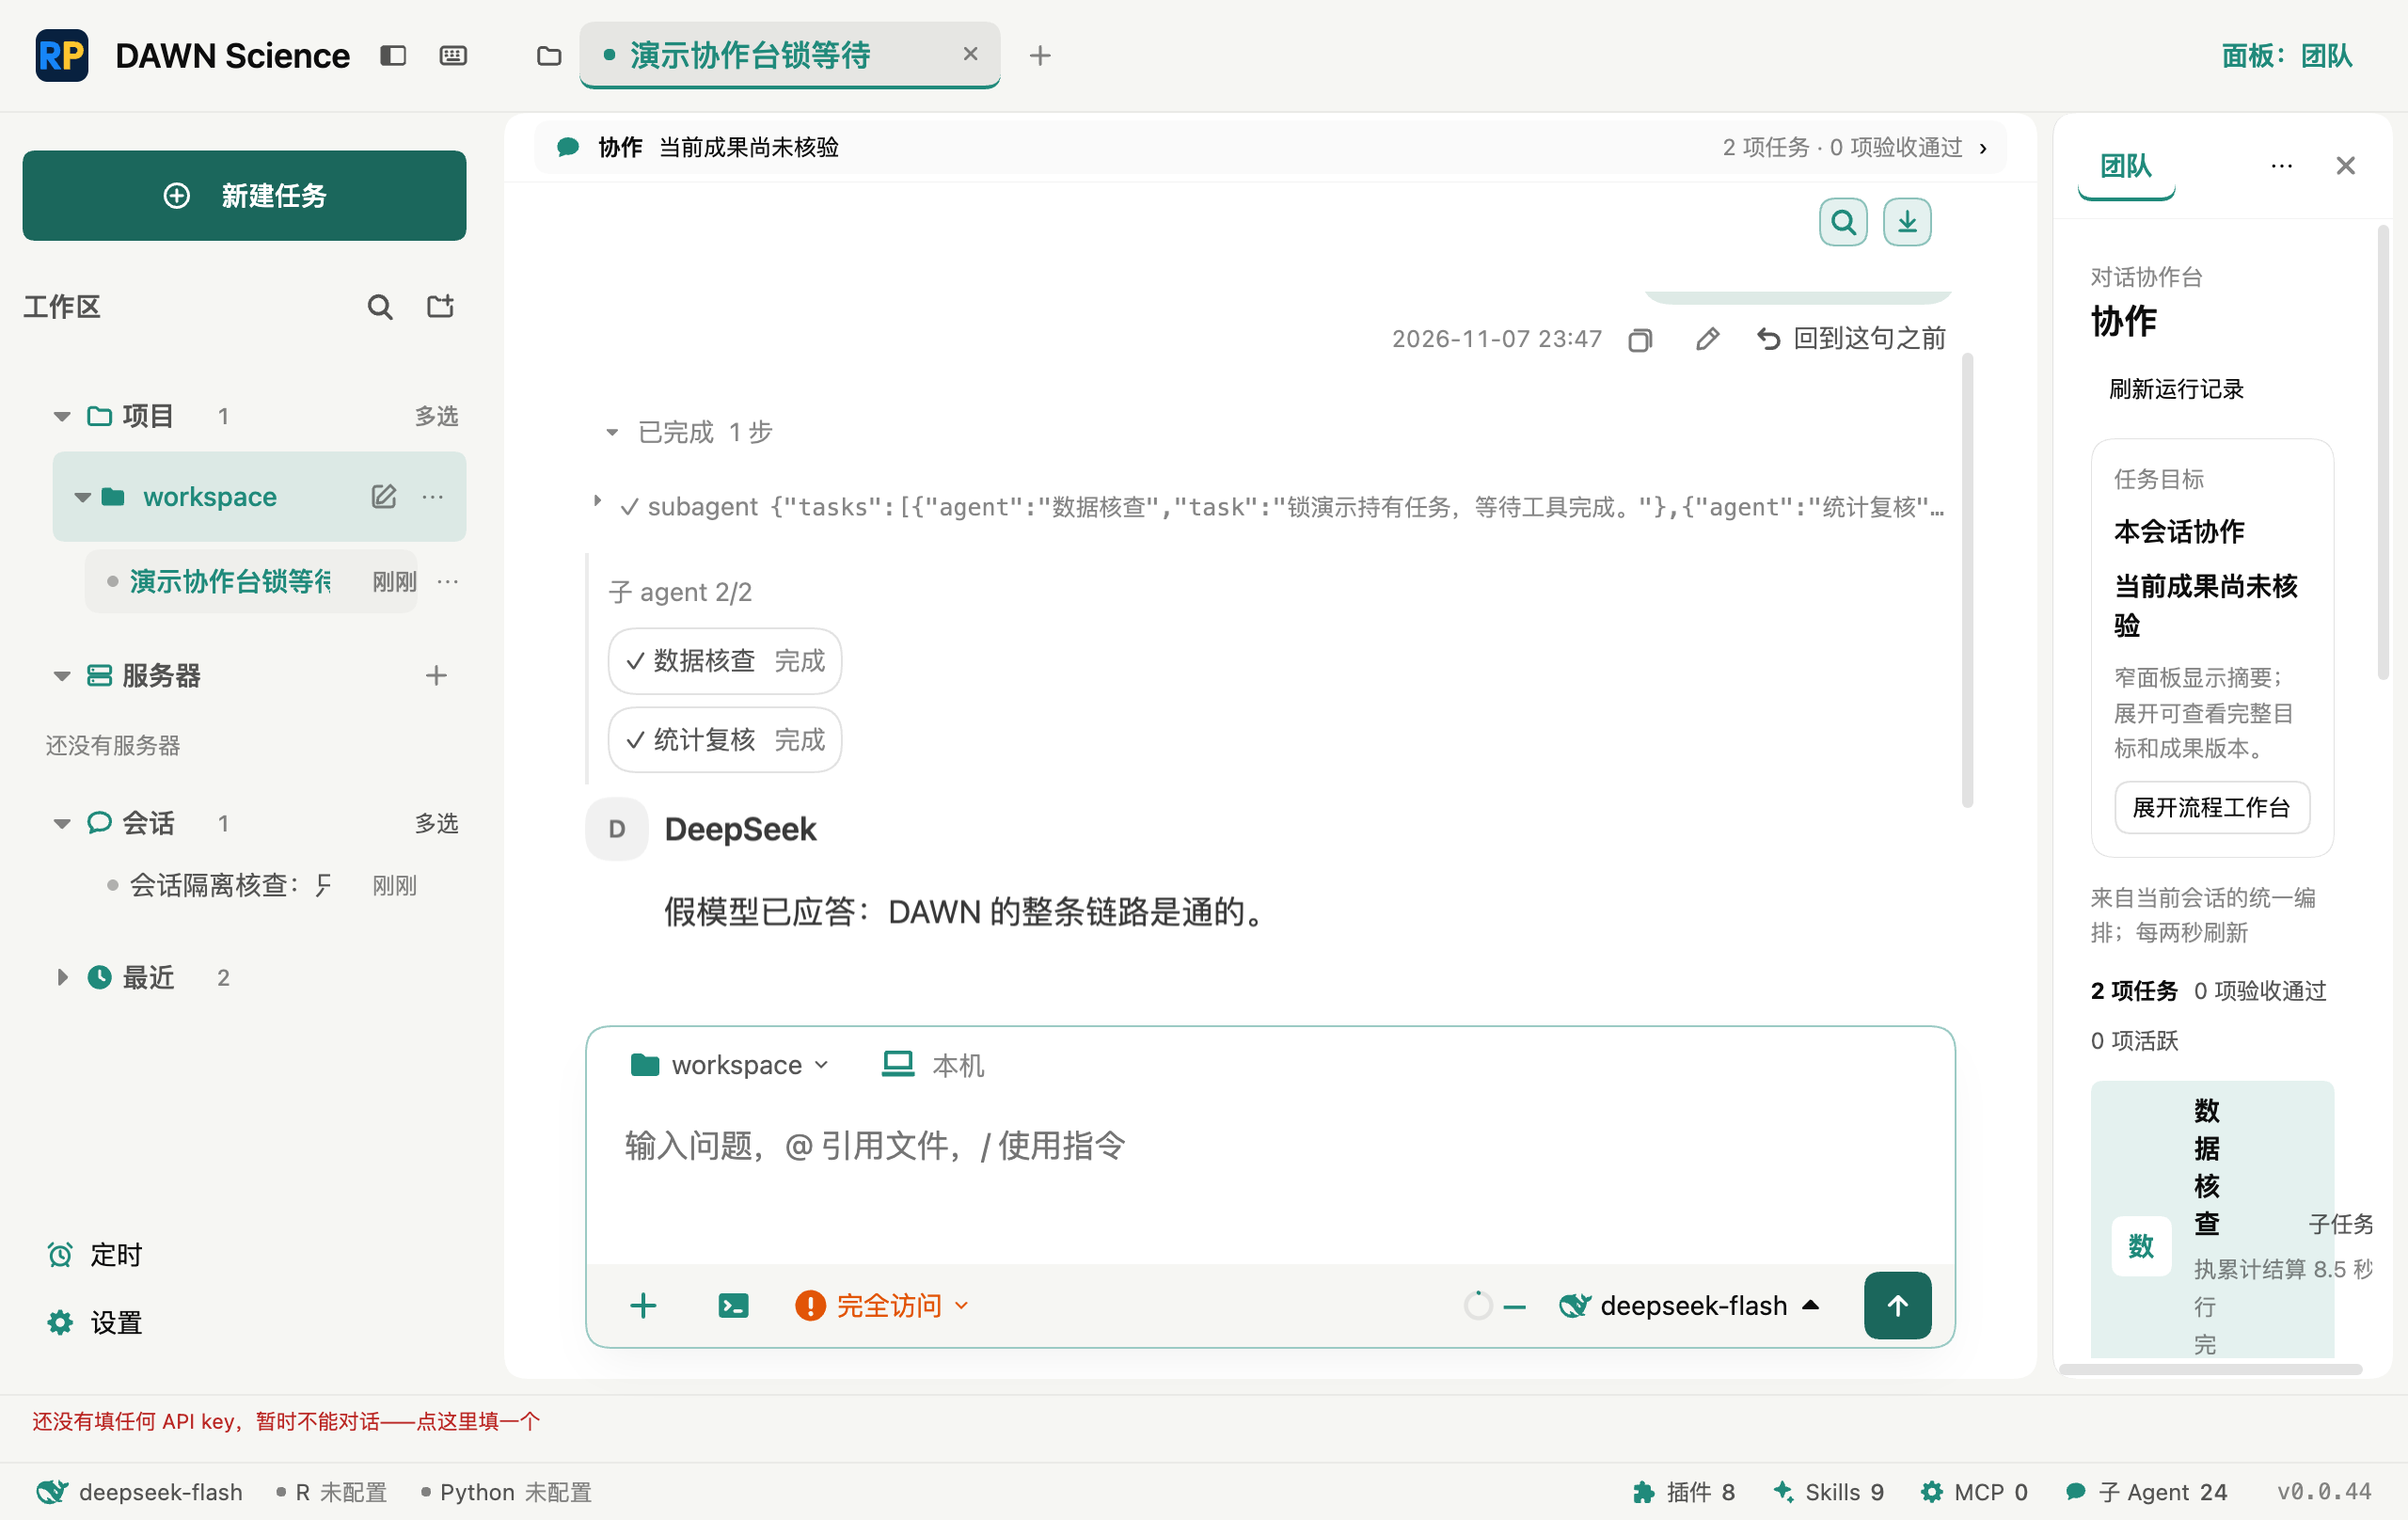 RP DAWN Science
演示协作台锁等待
面板：团队
新建任务
工作区
项目 1 多选
workspace
演示协作台锁等待 刚刚
服务器
还没有服务器
会话 1 多选
会话隔离核查： 刚刚
最近 2
定时
设置
协作 当前成果尚未核验 2 项任务 · 0 项验收通过 ›
2026-11-07 23:47 回到这句之前
已完成 1 步
subagent {"tasks":[{"agent":"数据核查","task":"锁演示持有任务，等待工具完成。"},{"agent":"统计复核"…
子 agent 2/2
数据核查 完成
统计复核 完成
D DeepSeek
假模型已应答：DAWN 的整条链路是通的。
workspace 本机
输入问题，@ 引用文件，/ 使用指令
完全访问
deepseek-flash
团队
对话协作台
协作
刷新运行记录
任务目标
本会话协作
当前成果尚未核
验
窄面板显示摘要；
展开可查看完整目
标和成果版本。
展开流程工作台
来自当前会话的统一编
排；每两秒刷新
2 项任务 0 项验收通过
0 项活跃
数
数
据
核
查
子任务
执
行
完
累计结算 8.5 秒
还没有填任何 API key，暂时不能对话——点这里填一个
deepseek-flash R 未配置 Python 未配置
插件 8 Skills 9 MCP 0 子 Agent 24 v0.0.44